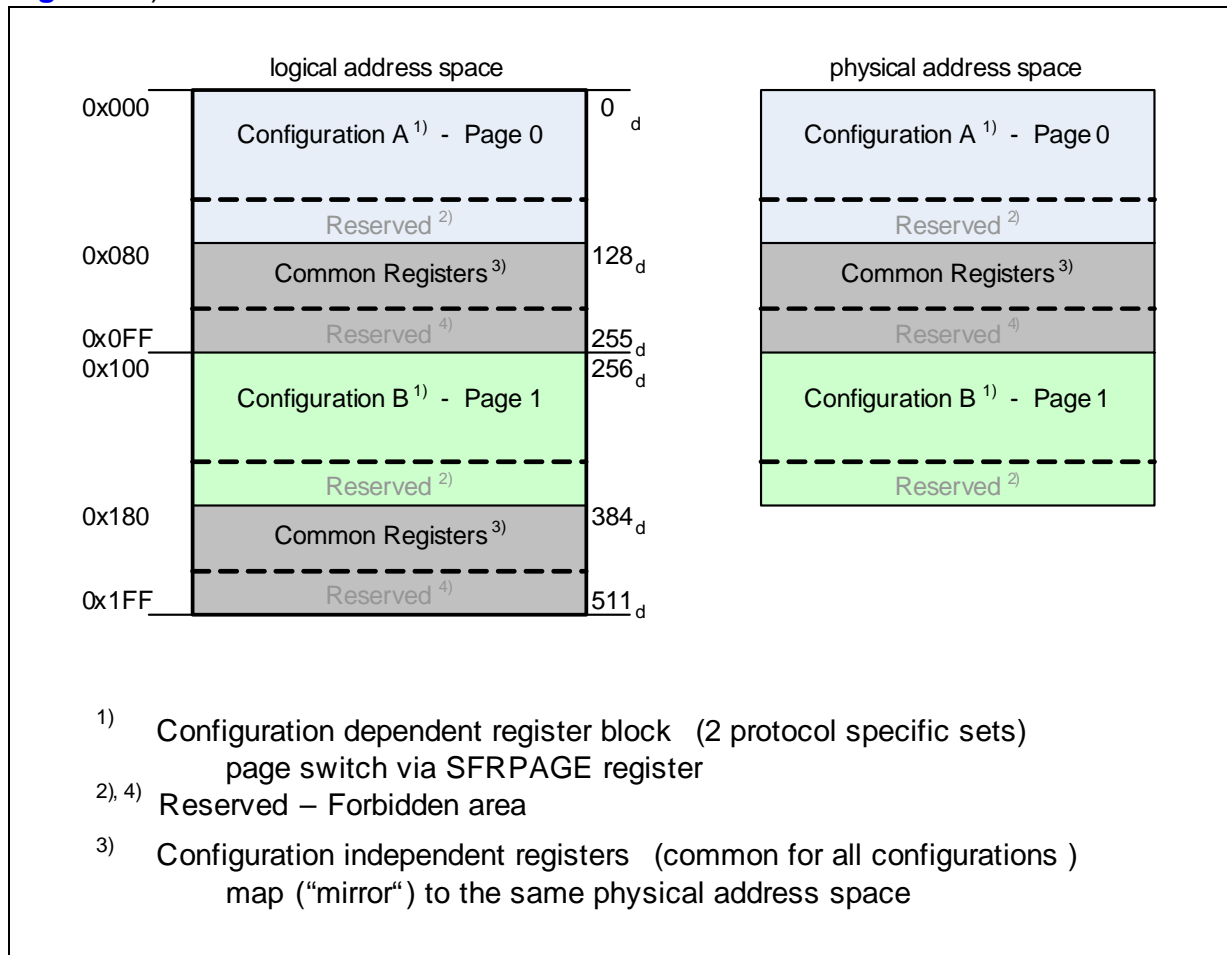 logical address space
physical address space
0x000
0 d
Configuration A 1) - Page 0
Configuration A 1) - Page 0
Reserved 2)
Reserved 2)
0x080
128 d
Common Registers 3)
Common Registers 3)
0x0FF
Reserved 4)
255 d
Reserved 4)
0x100
256 d
Configuration B 1) - Page 1
Configuration B 1) - Page 1
Reserved 2)
Reserved 2)
0x180
384 d
Common Registers 3)
0x1FF
Reserved 4)
511 d
1) Configuration dependent register block (2 protocol specific sets)
page switch via SFRPAGE register
2), 4) Reserved – Forbidden area
3) Configuration independent registers (common for all configurations )
map (“mirror“) to the same physical address space